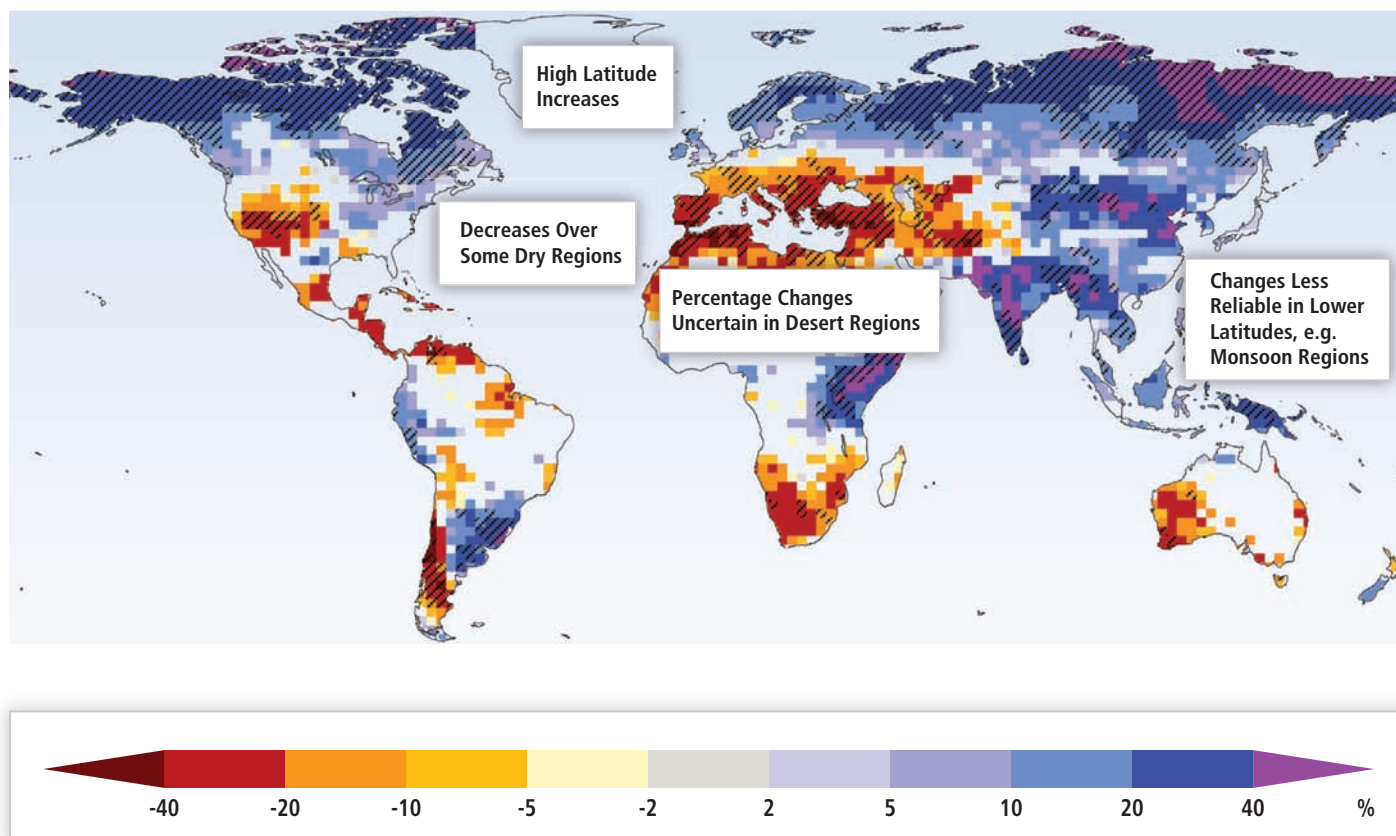 High Latitude
Increases
Decreases Over
Some Dry Regions
Percentage Changes
Uncertain in Desert Regions
Changes Less
Reliable in Lower
Latitudes, e.g.
Monsoon Regions
-40 -20 -10 -5 -2 2 5 10 20 40 %